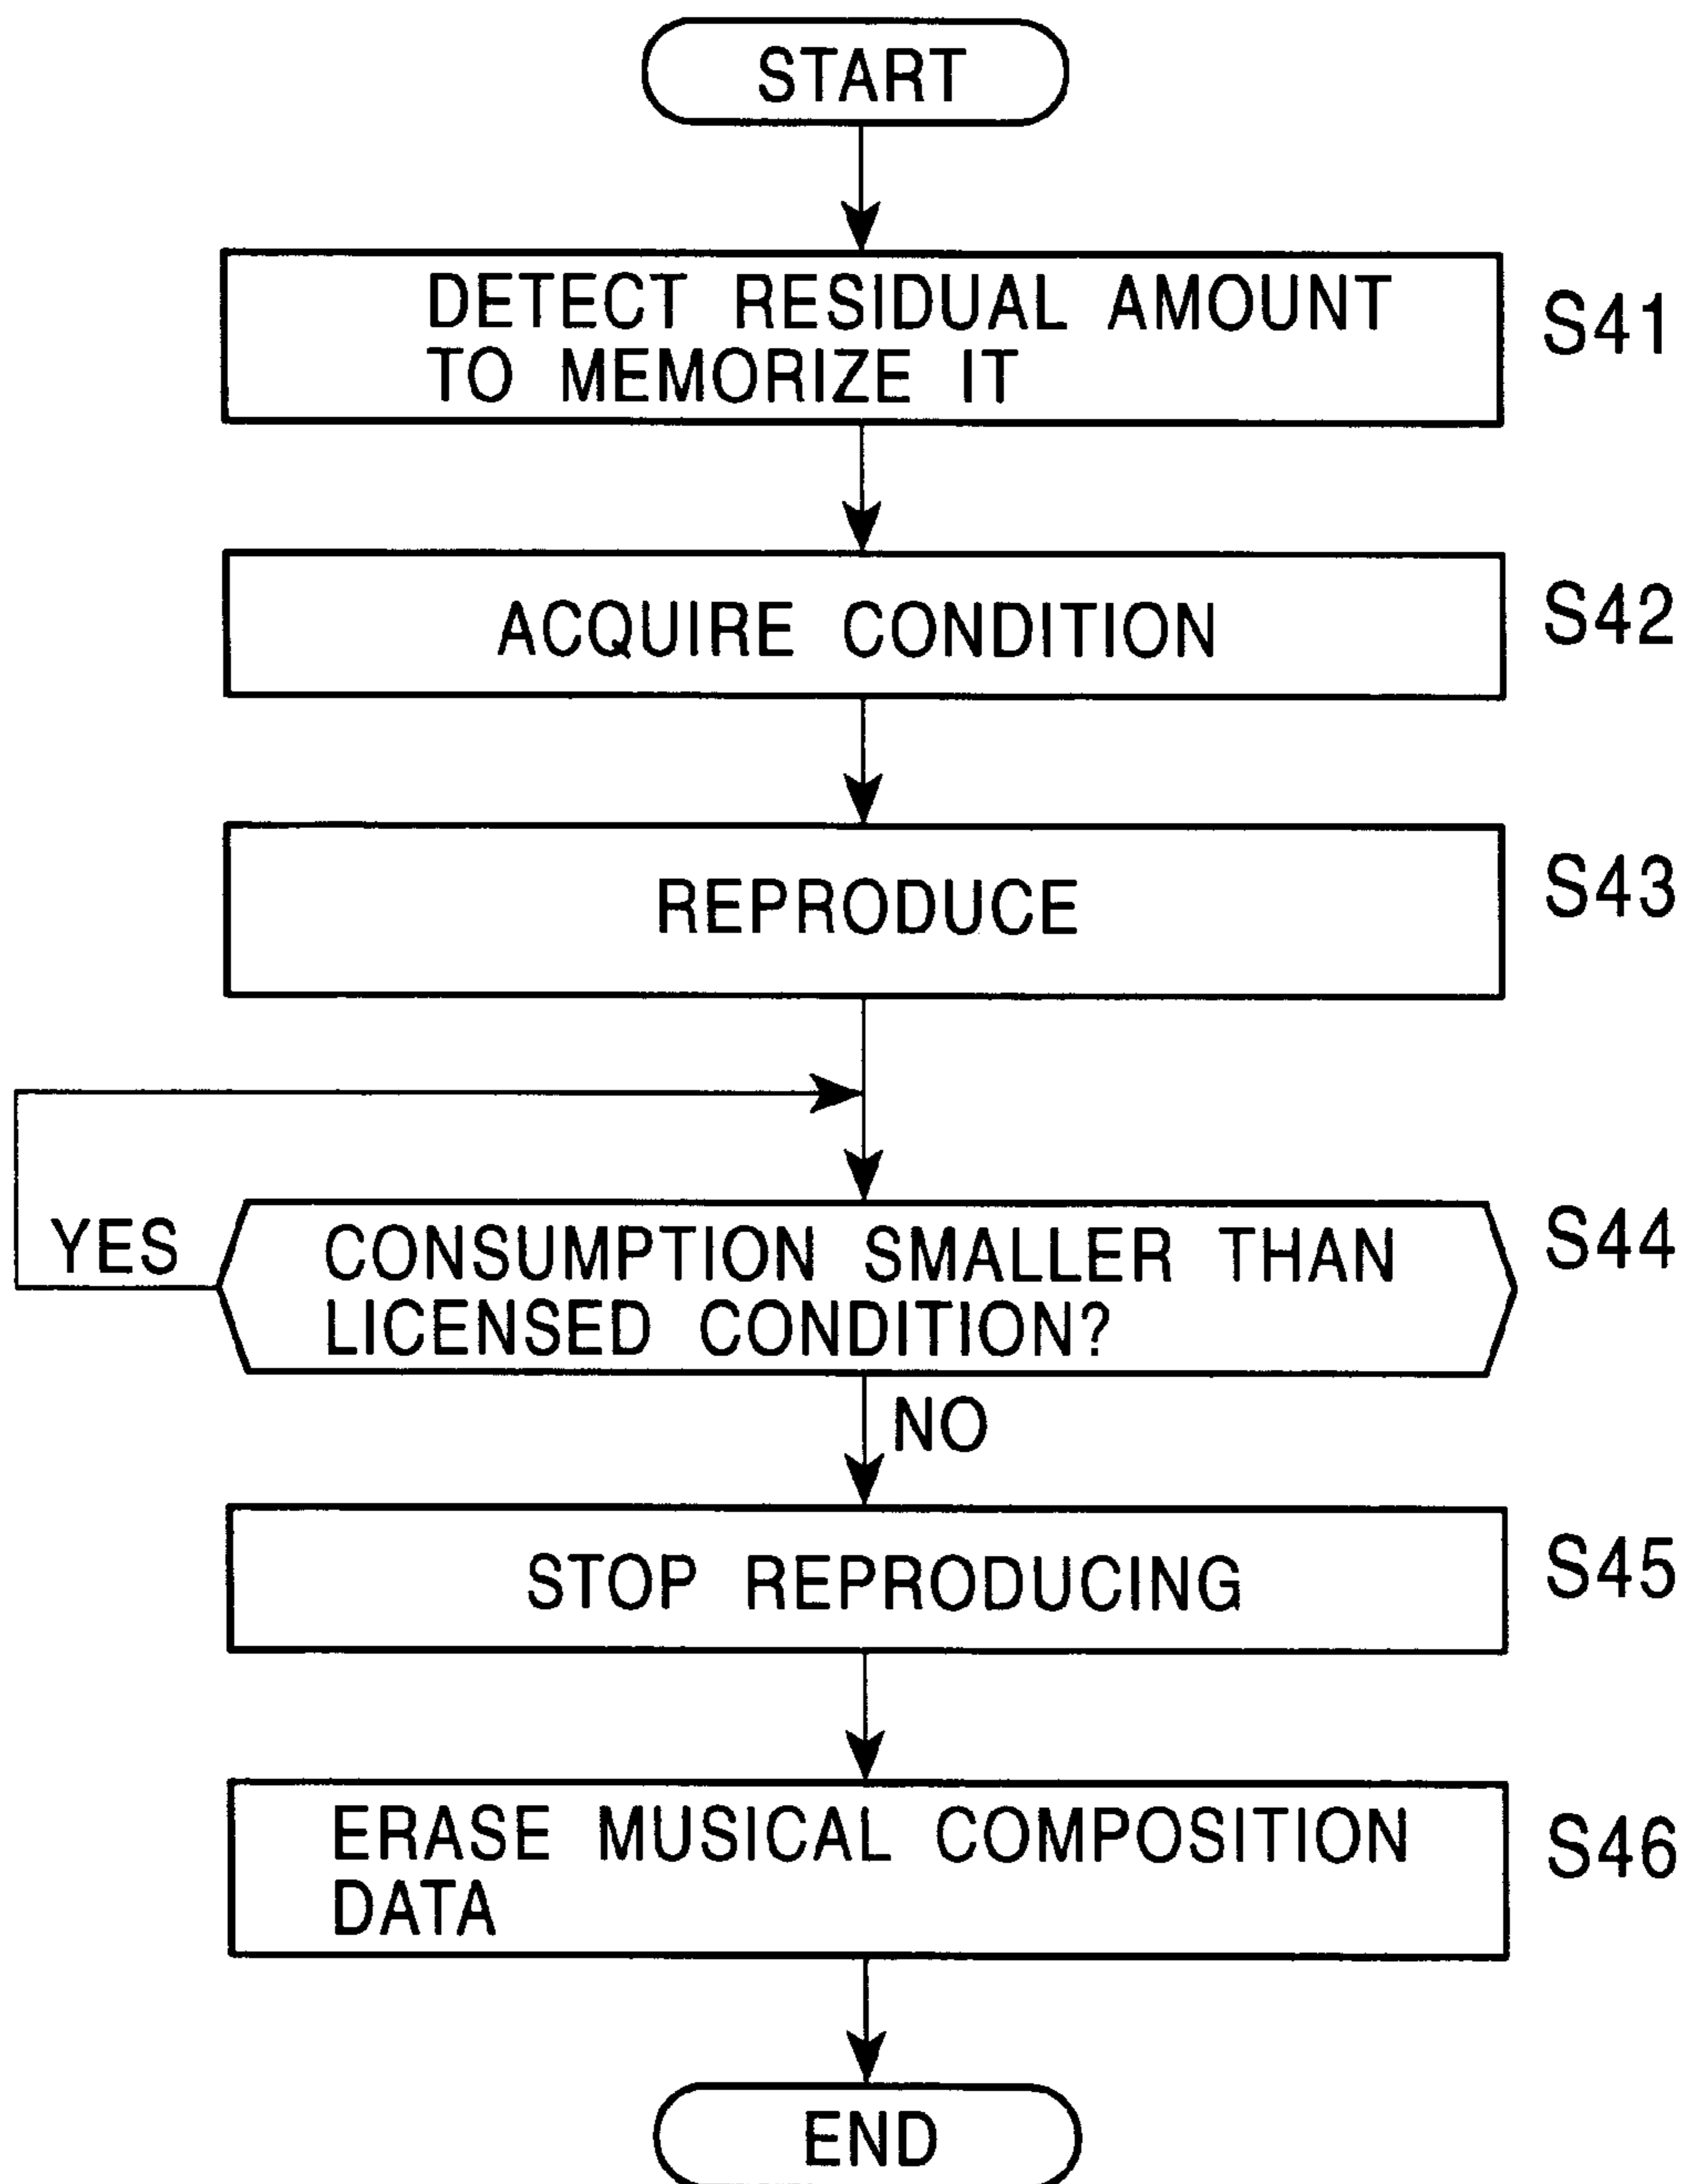 START
DETECT RESIDUAL AMOUNT
TO MEMORIZE IT
S41
ACQUIRE CONDITION
S42
REPRODUCE
S43
YES
CONSUMPTION SMALLER THAN
LICENSED CONDITION?
S44
NO
STOP REPRODUCING
S45
ERASE MUSICAL COMPOSITION
DATA
S46
END